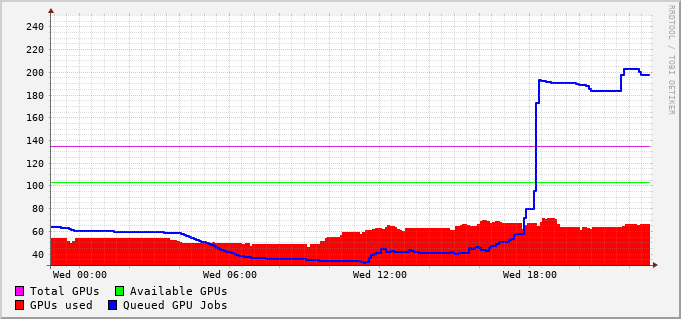 240
220
200
180
160
140
120
100
80
60
40
Wed 00:00 Wed 06:00 Wed 12:00 Wed 18:00
Total GPUs Available GPUs
GPUs used Queued GPU Jobs
RRDTOOL / TOBI OETIKER